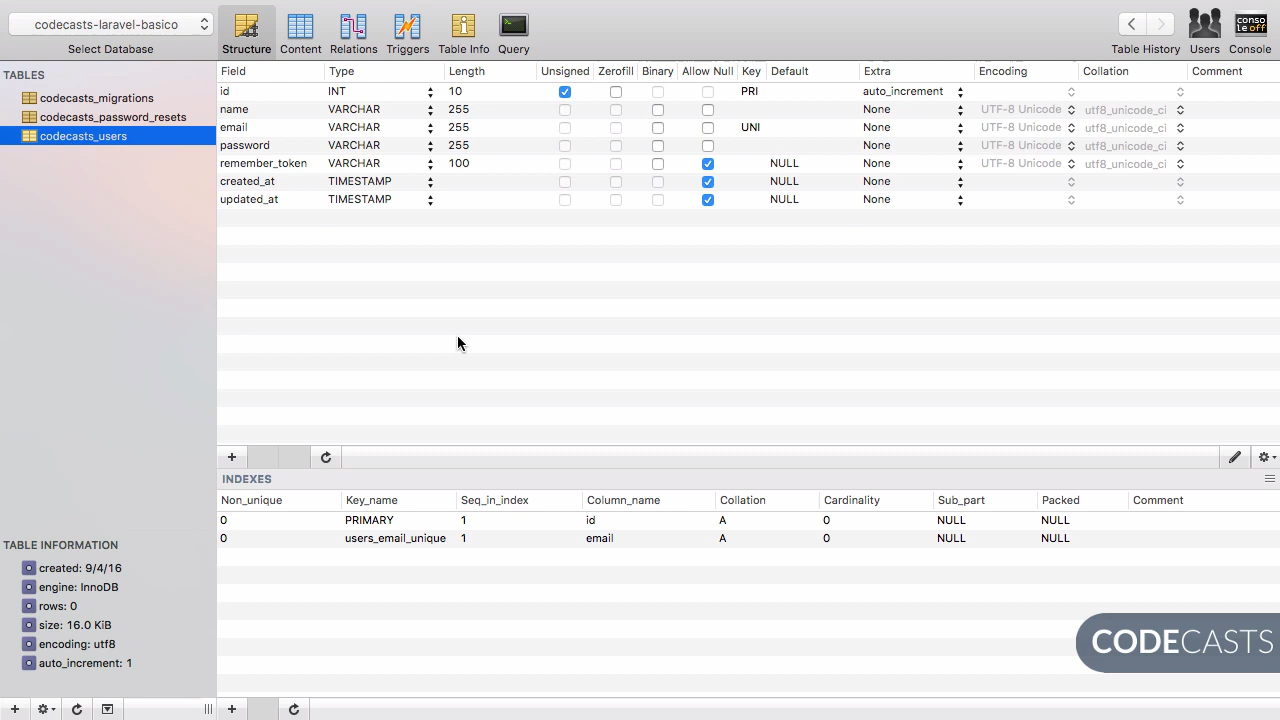 codecasts-laravel-basico
Select Database
Structure Content Relations Triggers Table Info Query
conso
le off
Table History Users Console
TABLES
codecasts_migrations
codecasts_password_resets
codecasts_users
Field Type Length Unsigned Zerofill Binary Allow Null Key Default Extra Encoding Collation Comment
id INT 10 PRI auto_increment
name VARCHAR 255 None UTF-8 Unicode utf8_unicode_ci
email VARCHAR 255 UNI None UTF-8 Unicode utf8_unicode_ci
password VARCHAR 255 None UTF-8 Unicode utf8_unicode_ci
remember_token VARCHAR 100 NULL None UTF-8 Unicode utf8_unicode_ci
created_at TIMESTAMP NULL None
updated_at TIMESTAMP NULL None
INDEXES
Non_unique Key_name Seq_in_index Column_name Collation Cardinality Sub_part Packed Comment
0 PRIMARY 1 id A 0 NULL NULL
0 users_email_unique 1 email A 0 NULL NULL
TABLE INFORMATION
created: 9/4/16
engine: InnoDB
rows: 0
size: 16.0 KiB
encoding: utf8
auto_increment: 1
CODECASTS